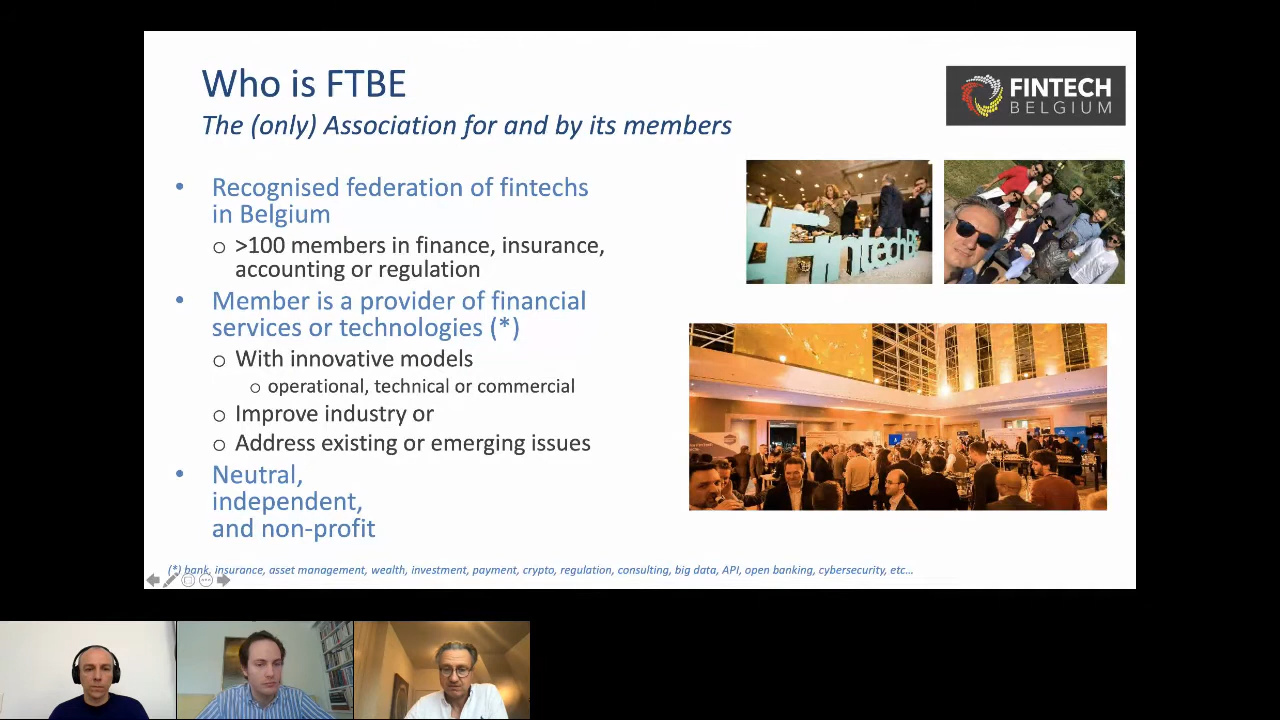 Who is FTBE
The (only) Association for and by its members
FINTECH
BELGIUM
• Recognised federation of fintechs
in Belgium
o >100 members in finance, insurance,
accounting or regulation
• Member is a provider of financial
services or technologies (*)
o With innovative models
o operational, technical or commercial
o Improve industry or
o Address existing or emerging issues
• Neutral,
independent,
and non-profit
#FintechBE
(*) bank, insurance, asset management, wealth, investment, payment, crypto, regulation, consulting, big data, API, open banking, cybersecurity, etc…